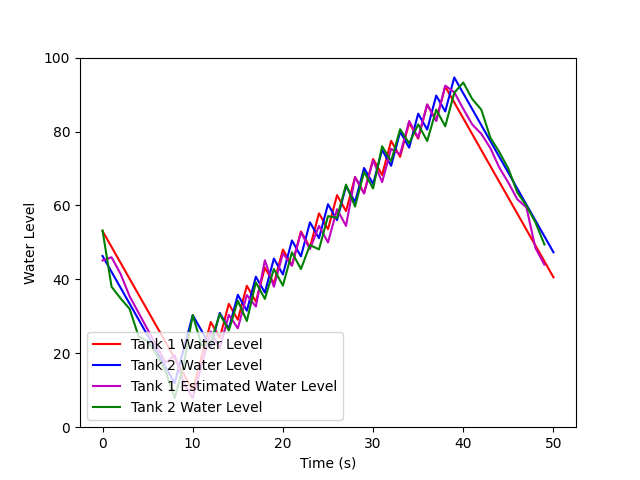 100
80
60
40
20
0
Water Level
Tank 1 Water Level
Tank 2 Water Level
Tank 1 Estimated Water Level
Tank 2 Water Level
0 10 20 30 40 50
Time (s)